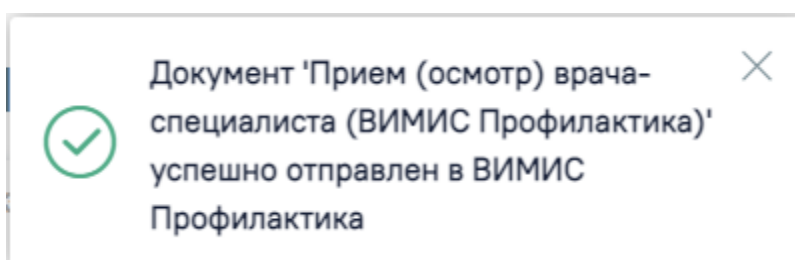 Документ 'Прием (осмотр) врача-
специалиста (ВИМИС Профилактика)'
успешно отправлен в ВИМИС
Профилактика